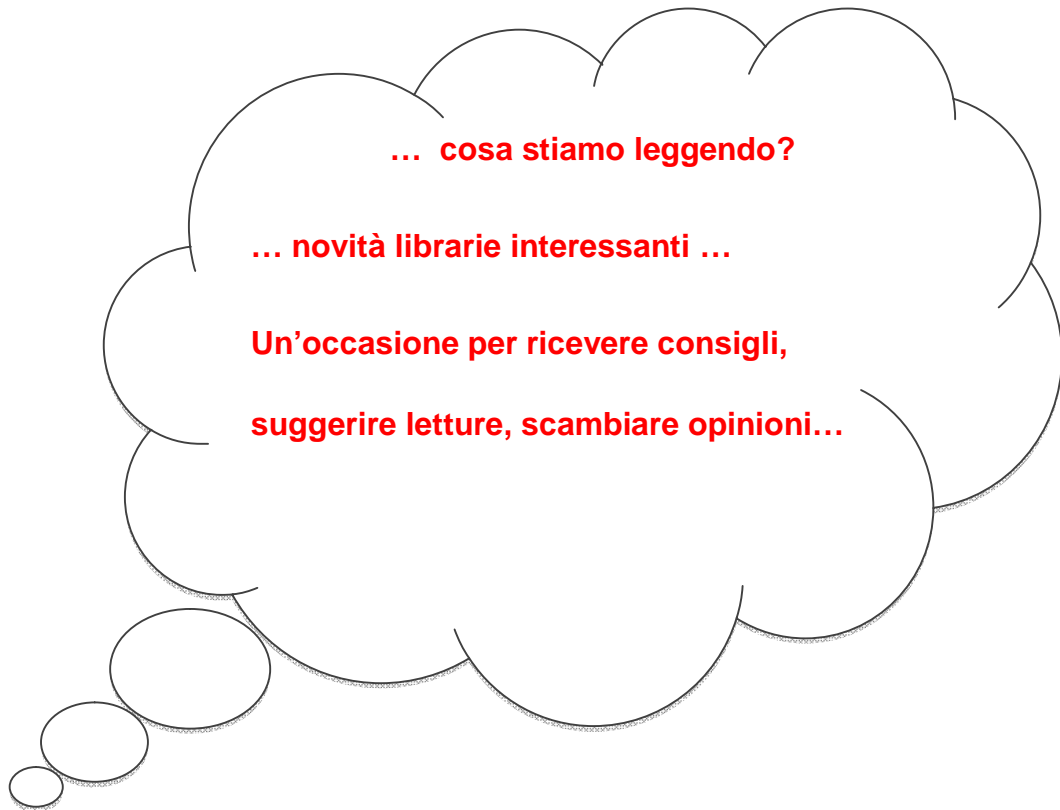 … cosa stiamo leggendo?
… novità librarie interessanti …
Un’occasione per ricevere consigli,
suggerire letture, scambiare opinioni…